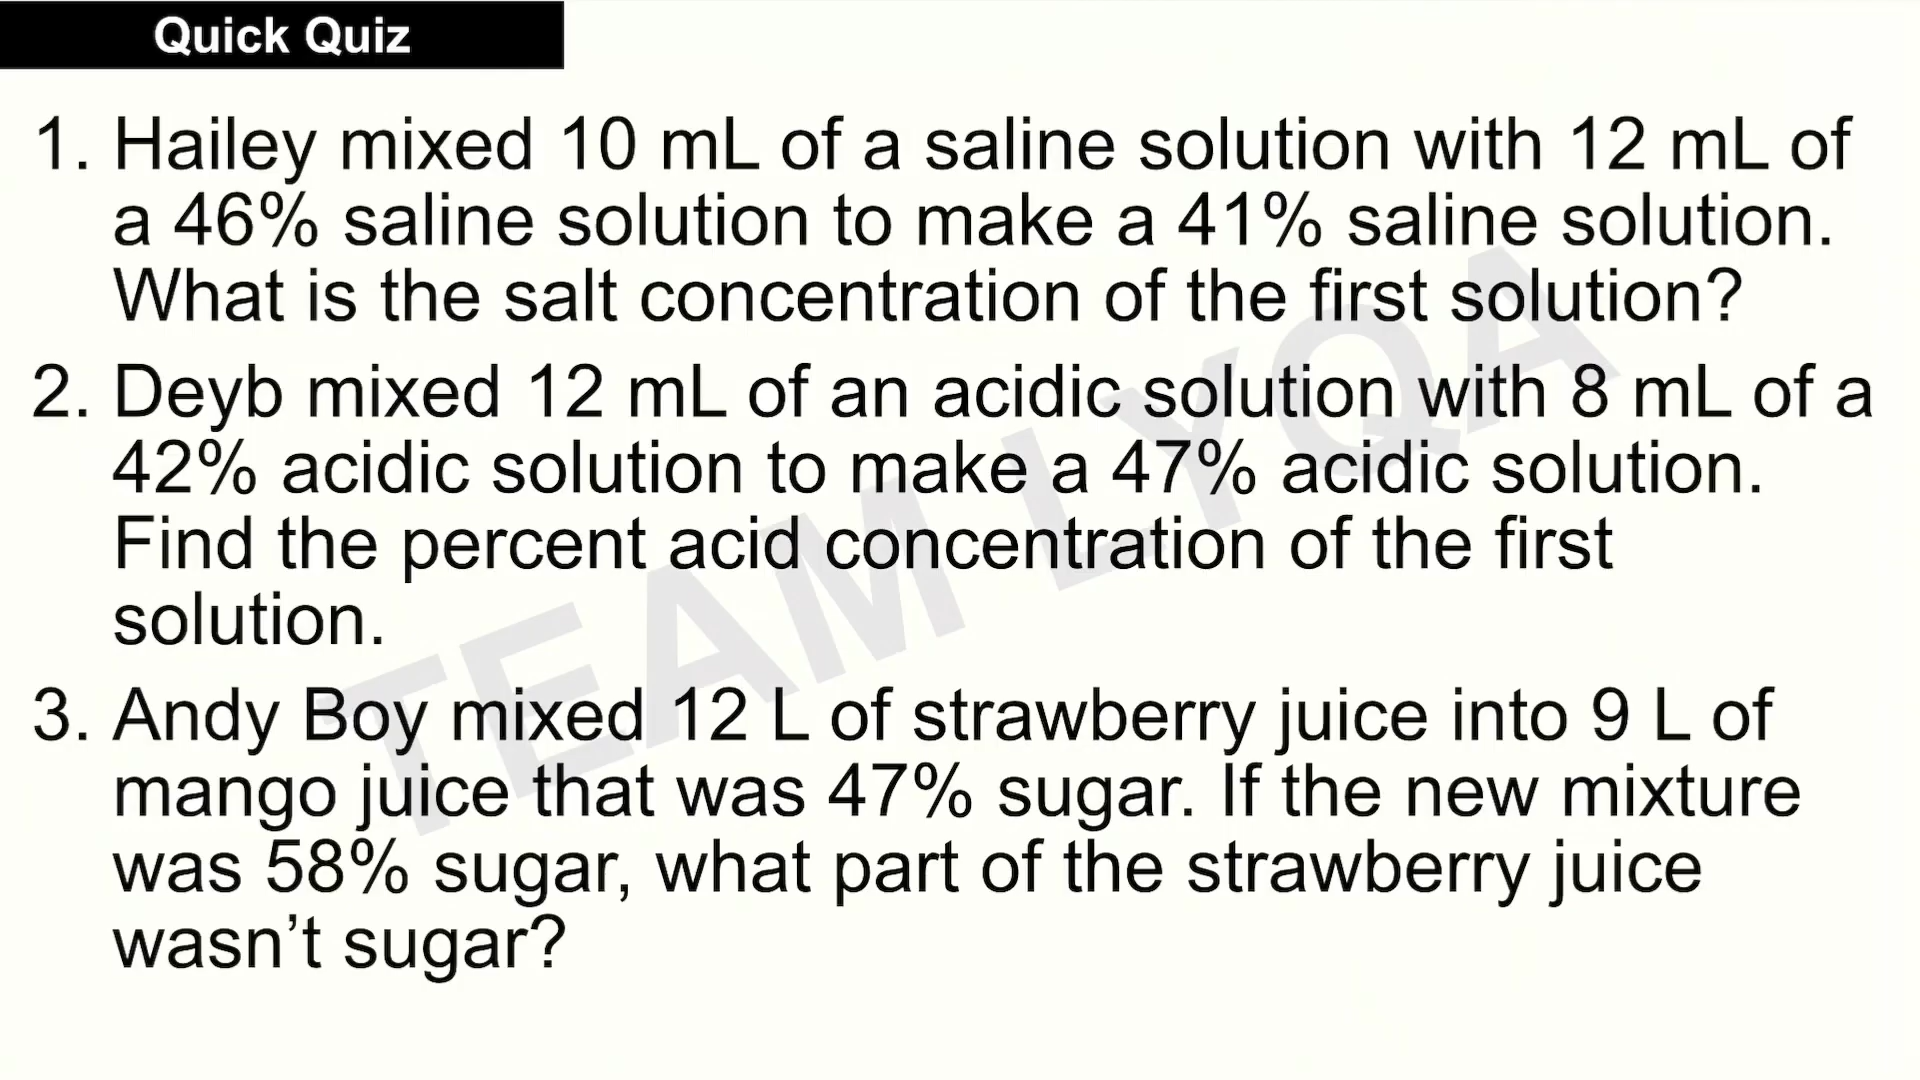 Quick Quiz
1. Hailey mixed 10 mL of a saline solution with 12 mL of
a 46% saline solution to make a 41% saline solution.
What is the salt concentration of the first solution?
2. Deyb mixed 12 mL of an acidic solution with 8 mL of a
42% acidic solution to make a 47% acidic solution.
Find the percent acid concentration of the first
solution.
3. Andy Boy mixed 12 L of strawberry juice into 9 L of
mango juice that was 47% sugar. If the new mixture
was 58% sugar, what part of the strawberry juice
wasn’t sugar?
TEAM LYQA